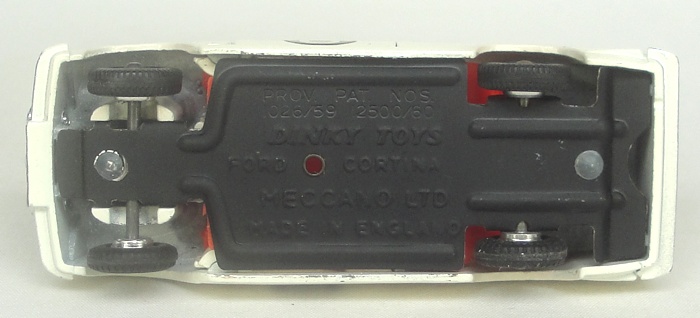 PROV. PAT. NOS.
1026/59 2500/60
DINKY TOYS
FORD CORTINA
MECCANO LTD
MADE IN ENGLAND